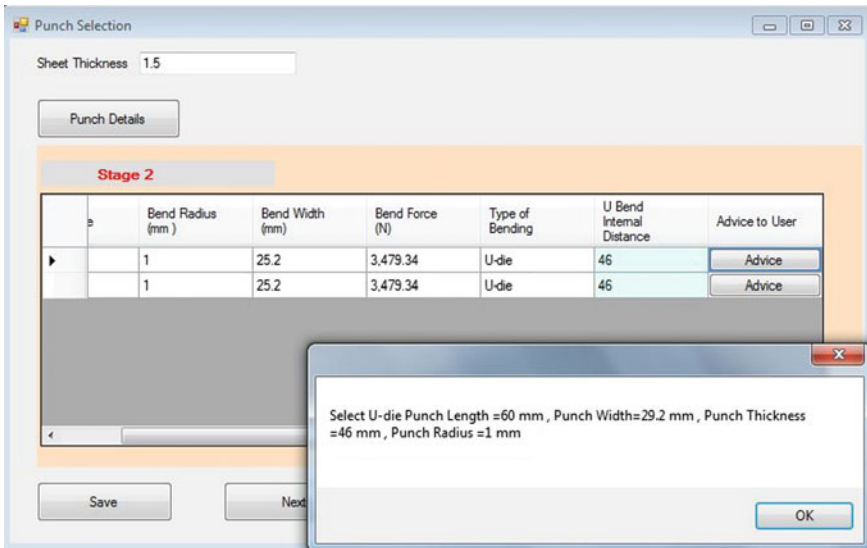 Punch Selection
Sheet Thickness 1.5
Punch Details
Stage 2
e Bend Radius (mm ) Bend Width (mm) Bend Force (N) Type of Bending U Bend Internal Distance Advice to User
1 25.2 3,479.34 U-die 46 Advice
1 25.2 3,479.34 U-die 46 Advice
Select U-die Punch Length =60 mm , Punch Width=29.2 mm , Punch Thickness
=46 mm , Punch Radius =1 mm
Save Next
OK